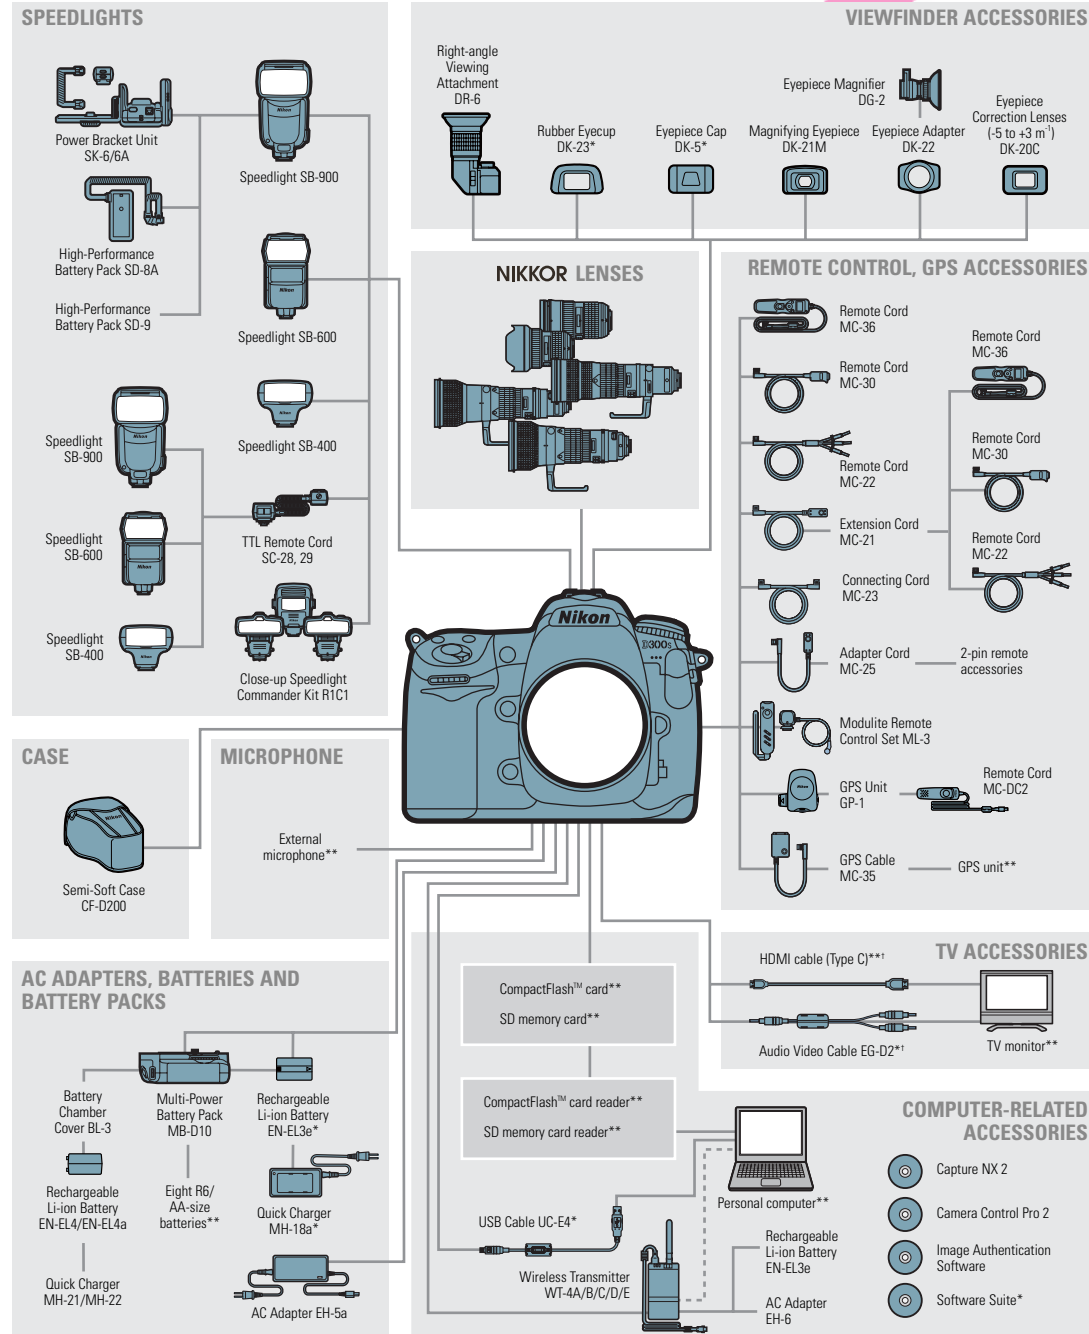 SPEEDLIGHTS
Power Bracket Unit
SK-6/6A
Nikon
Speedlight SB-900
High-Performance
Battery Pack SD-8A
High-Performance
Battery Pack SD-9
Nikon
Speedlight SB-600
Nikon
Speedlight SB-400
Speedlight
SB-900
Nikon
TTL Remote Cord
SC-28, 29
Speedlight
SB-600
Nikon
Speedlight
SB-400
Nikon
Close-up Speedlight
Commander Kit R1C1
VIEWFINDER ACCESSORIES
Right-angle
Viewing
Attachment
DR-6
Rubber Eyecup
DK-23*
Eyepiece Cap
DK-5*
Magnifying Eyepiece
DK-21M
Eyepiece Magnifier
DG-2
Eyepiece Adapter
DK-22
Eyepiece
Correction Lenses
(-5 to +3 m⁻¹)
DK-20C
NIKKOR LENSES
REMOTE CONTROL, GPS ACCESSORIES
Remote Cord
MC-36
Remote Cord
MC-30
Remote Cord
MC-22
Extension Cord
MC-21
Remote Cord
MC-36
Remote Cord
MC-30
Remote Cord
MC-22
Connecting Cord
MC-23
Adapter Cord
MC-25
2-pin remote
accessories
Modulite Remote
Control Set ML-3
GPS Unit
GP-1
Nikon
Remote Cord
MC-DC2
GPS Cable
MC-35
GPS unit**
Nikon
D300s
CASE
Nikon
Semi-Soft Case
CF-D200
MICROPHONE
External
microphone**
AC ADAPTERS, BATTERIES AND
BATTERY PACKS
Battery
Chamber
Cover BL-3
Multi-Power
Battery Pack
MB-D10
Rechargeable
Li-ion Battery
EN-EL3e*
Rechargeable
Li-ion Battery
EN-EL4/EN-EL4a
Eight R6/
AA-size
batteries**
Quick Charger
MH-18a*
Quick Charger
MH-21/MH-22
AC Adapter EH-5a
CompactFlash™ card**
SD memory card**
CompactFlash™ card reader**
SD memory card reader**
TV ACCESSORIES
HDMI cable (Type C)**†
Audio Video Cable EG-D2*†
TV monitor**
COMPUTER-RELATED
ACCESSORIES
Personal computer**
USB Cable UC-E4*
Wireless Transmitter
WT-4A/B/C/D/E
Rechargeable
Li-ion Battery
EN-EL3e
AC Adapter
EH-6
Capture NX 2
Camera Control Pro 2
Image Authentication
Software
Software Suite*